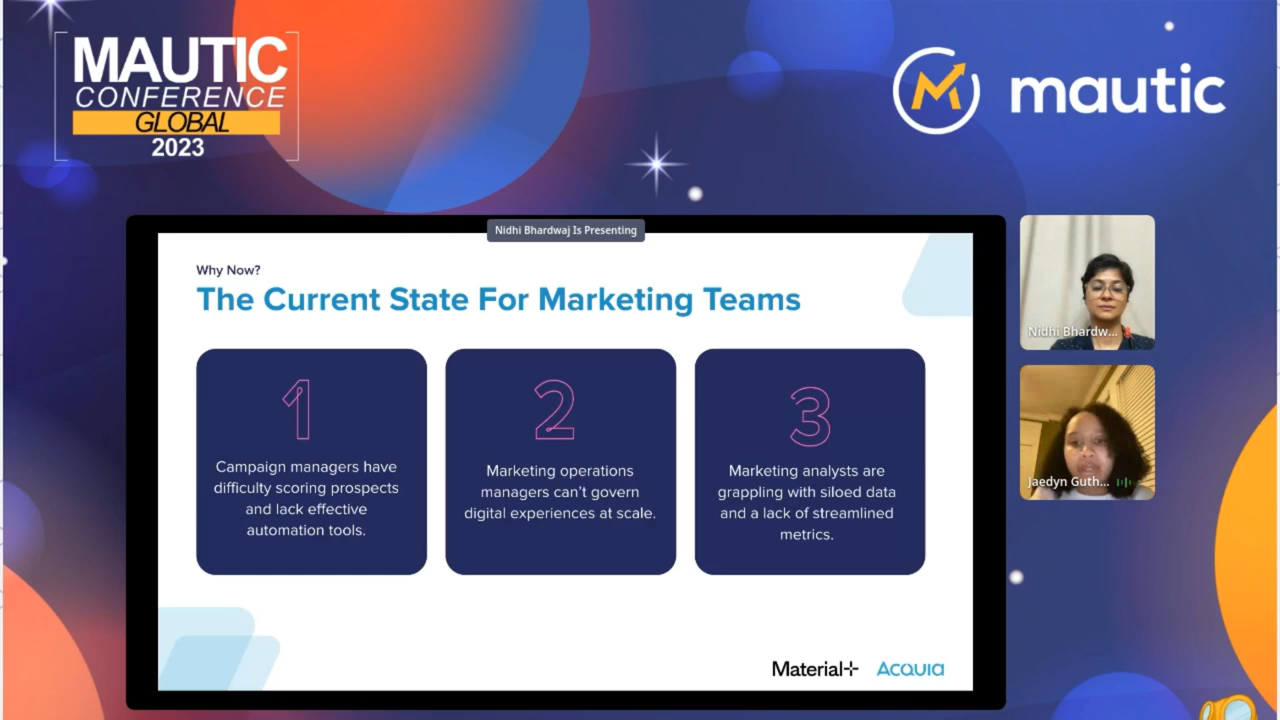 MAUTIC
CONFERENCE
GLOBAL
2023
mautic
Nidhi Bhardwaj Is Presenting
Why Now?
The Current State For Marketing Teams
1
Campaign managers have
difficulty scoring prospects
and lack effective
automation tools.
2
Marketing operations
managers can't govern
digital experiences at scale.
3
Marketing analysts are
grappling with siloed data
and a lack of streamlined
metrics.
Material+
Acquia
Nidhi Bhardw...
Jaedyn Guth...